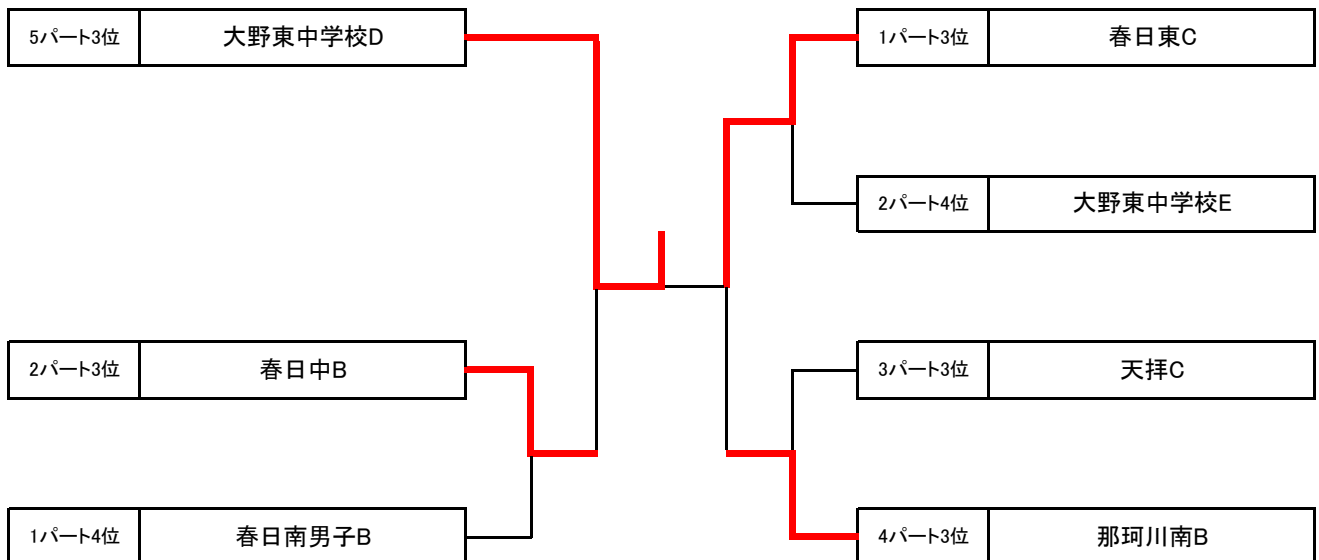 5パート3位 大野東中学校D
2パート3位 春日中B
1パート4位 春日南男子B
1パート3位 春日東C
2パート4位 大野東中学校E
3パート3位 天拝C
4パート3位 那珂川南B